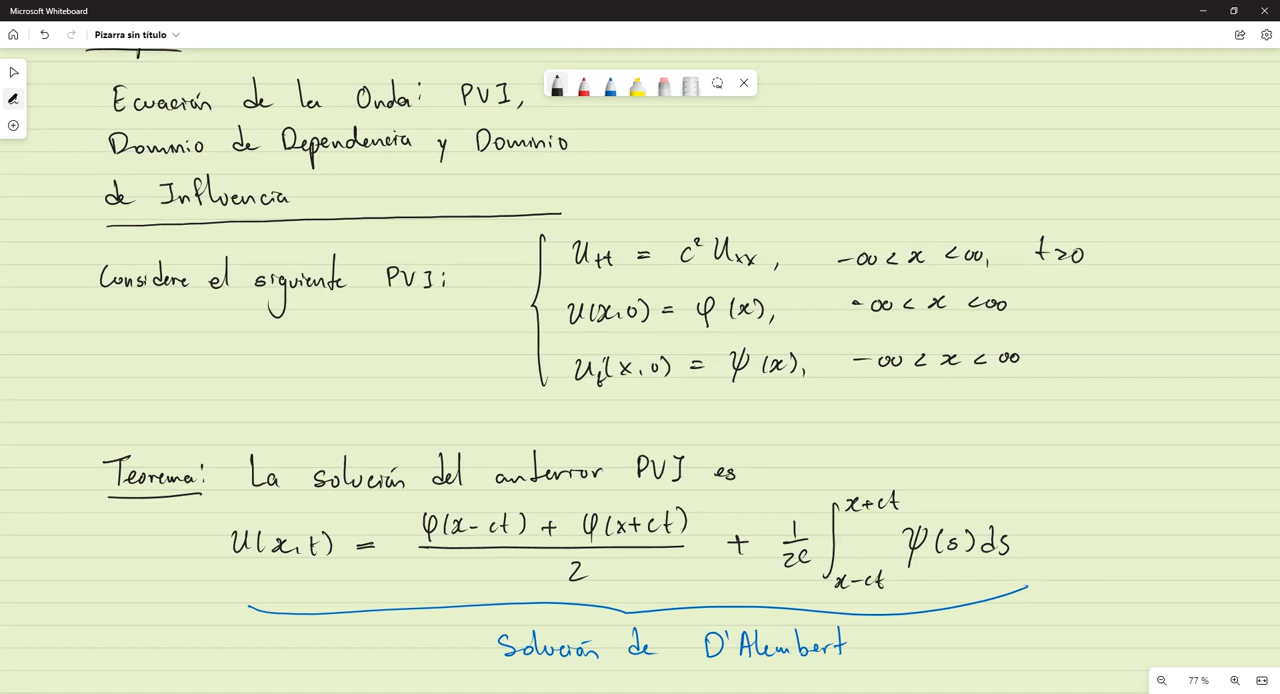 Microsoft Whiteboard
Pizarra sin título
Ecuación de la Onda: PVI,
Dominio de Dependencia y Dominio
de Influencia
Considere el siguiente PVI:
u_tt = c² u_xx, -∞ < x < ∞, t>0
u(x,0) = φ(x), -∞ < x < ∞
u_t(x,0) = ψ(x), -∞ < x < ∞
Teorema: La solución del anterior PVI es
u(x,t) = (φ(x-ct) + φ(x+ct))/2 + 1/2c ∫_{x-ct}^{x+ct} ψ(s)ds
Solución de D'Alembert
77 %